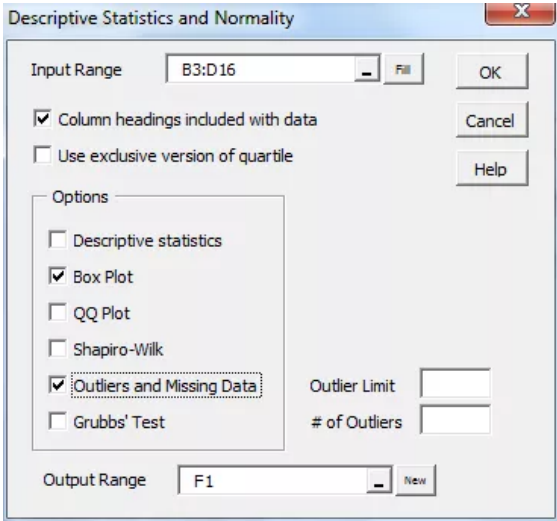 Descriptive Statistics and Normality
X
Input Range B3:D16 _ Fill OK
Column headings included with data
Cancel
Use exclusive version of quartile
Help
Options
Descriptive statistics
Box Plot
QQ Plot
Shapiro-Wilk
Outliers and Missing Data Outlier Limit
Grubbs' Test # of Outliers
Output Range F1 _ New